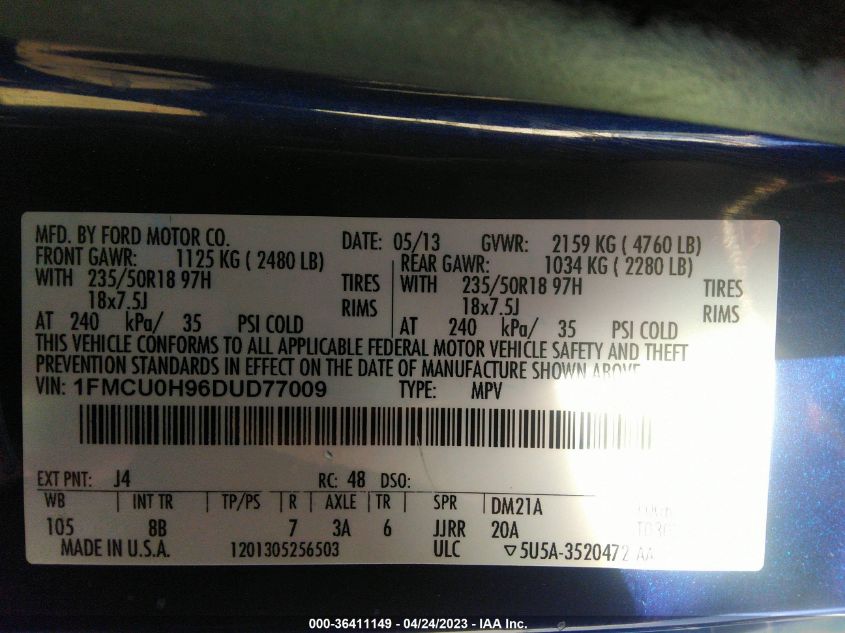 MFD. BY FORD MOTOR CO.
DATE: 05/13 GVWR: 2159 KG ( 4760 LB)
FRONT GAWR: 1125 KG ( 2480 LB)
REAR GAWR: 1034 KG ( 2280 LB)
WITH 235/50R18 97H TIRES
WITH 235/50R18 97H TIRES
18x7.5J RIMS
18x7.5J RIMS
AT 240 kPa/ 35 PSI COLD
AT 240 kPa/ 35 PSI COLD
THIS VEHICLE CONFORMS TO ALL APPLICABLE FEDERAL MOTOR VEHICLE SAFETY AND THEFT
PREVENTION STANDARDS IN EFFECT ON THE DATE OF MANUFACTURE SHOWN ABOVE.
VIN: 1FMCU0H96DUD77009 TYPE: MPV
EXT PNT: J4 RC: 48 DSO:
WB INT TR TP/PS R AXLE TR SPR DM21A
105 8B 7 3A 6 JJRR 20A
MADE IN U.S.A. 1201305256503 ULC ▽5U5A-3520472 AA
000-36411149 - 04/24/2023 - IAA Inc.